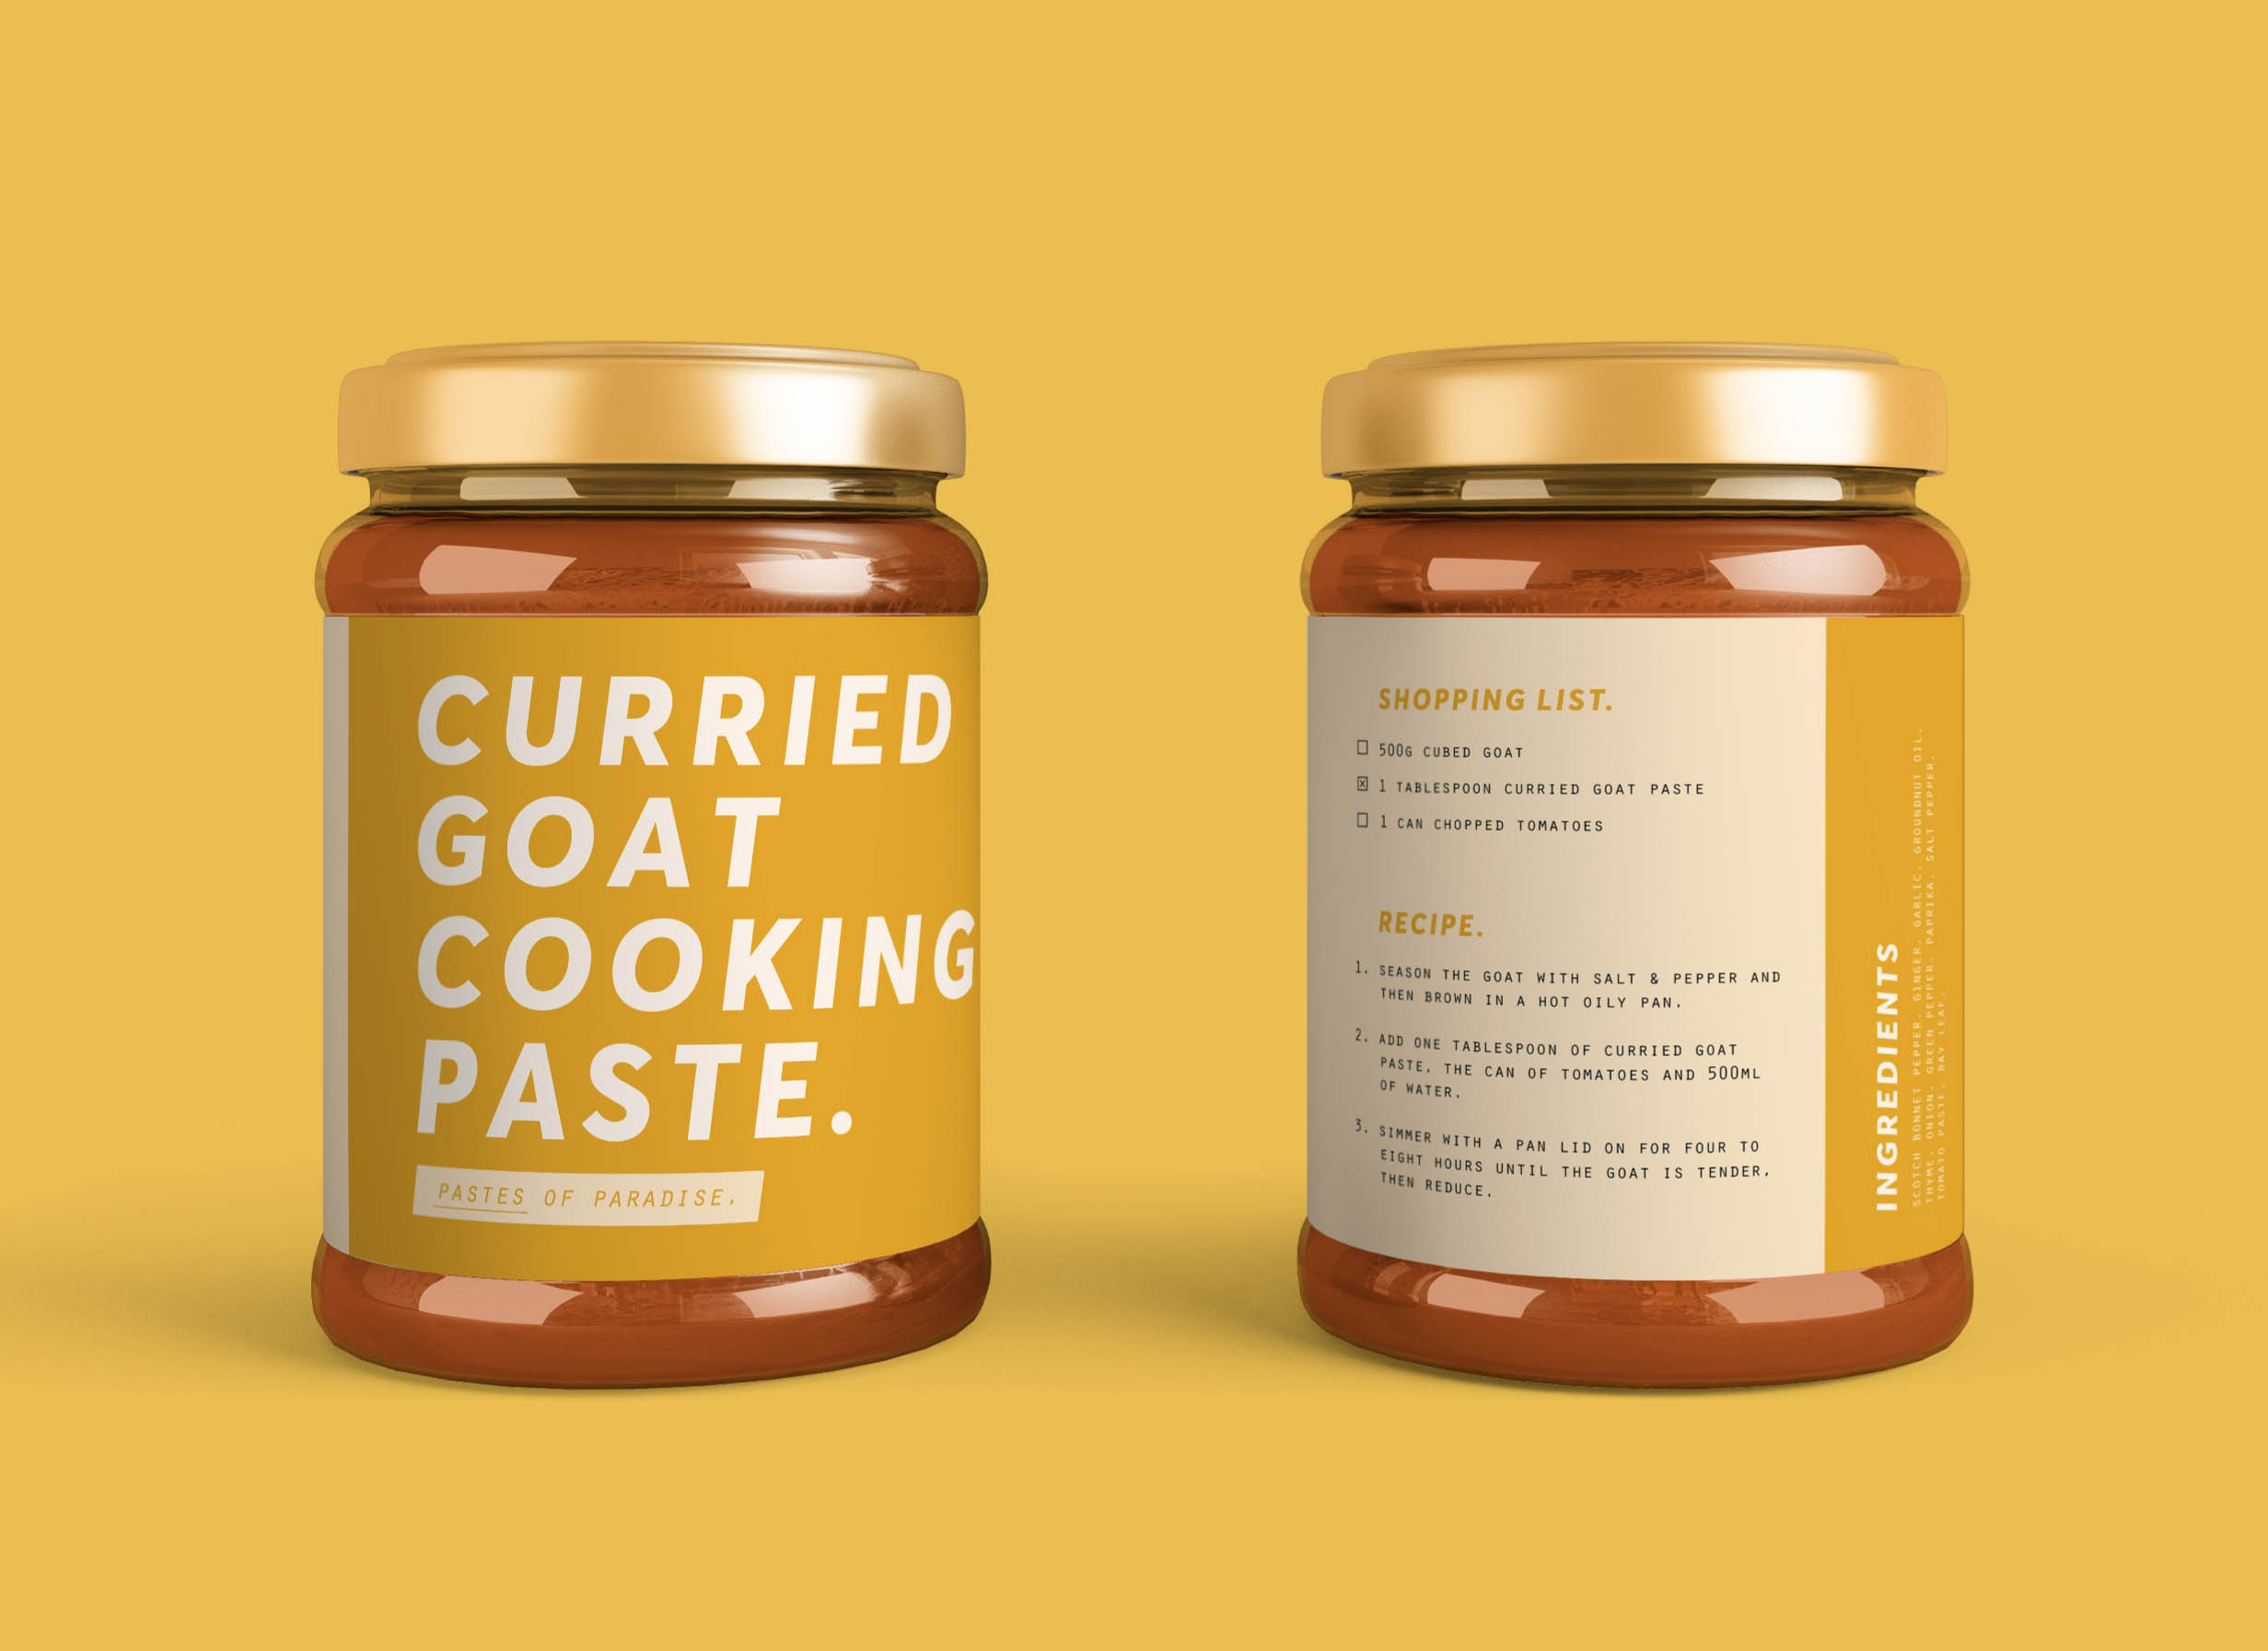 CURRIED
GOAT
COOKING
PASTE.
PASTES OF PARADISE.
SHOPPING LIST.
☐ 500G CUBED GOAT
☒ 1 TABLESPOON CURRIED GOAT PASTE
☐ 1 CAN CHOPPED TOMATOES
RECIPE.
1. SEASON THE GOAT WITH SALT & PEPPER AND
THEN BROWN IN A HOT OILY PAN.
2. ADD ONE TABLESPOON OF CURRIED GOAT
PASTE, THE CAN OF TOMATOES AND 500ML
OF WATER.
3. SIMMER WITH A PAN LID ON FOR FOUR TO
EIGHT HOURS UNTIL THE GOAT IS TENDER,
THEN REDUCE.
INGREDIENTS
SCOTCH BONNET PEPPER. GINGER. GARLIC. GROUNDNUT OIL.
THYME. ONION. GREEN PEPPER. PAPRIKA. SALT PEPPER.
TOMATO PASTE. BAY LEAF.